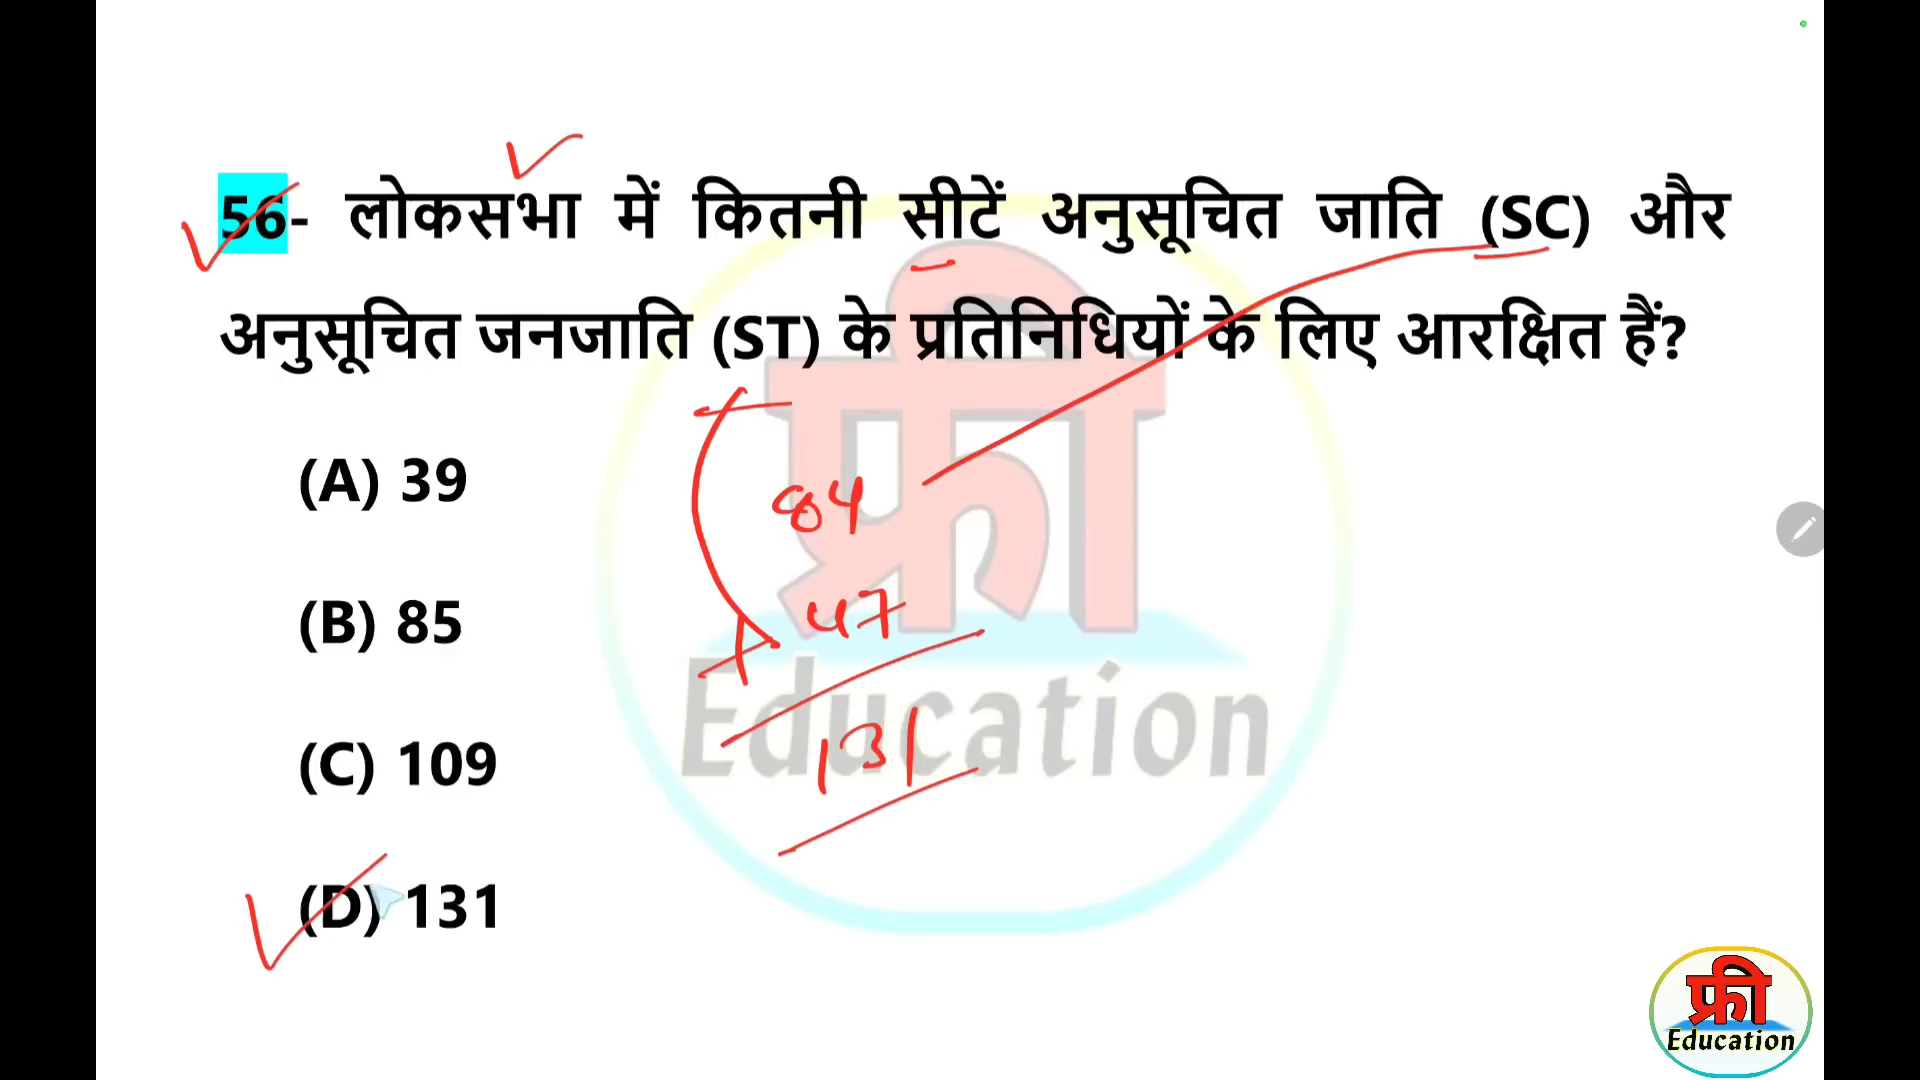 56- लोकसभा में कितनी सीटें अनुसूचित जाति (SC) और
अनुसूचित जनजाति (ST) के प्रतिनिधियों के लिए आरक्षित हैं?
(A) 39
84
(B) 85
47
(C) 109
131
(D) 131
फ्री
Education
फ्री
Education